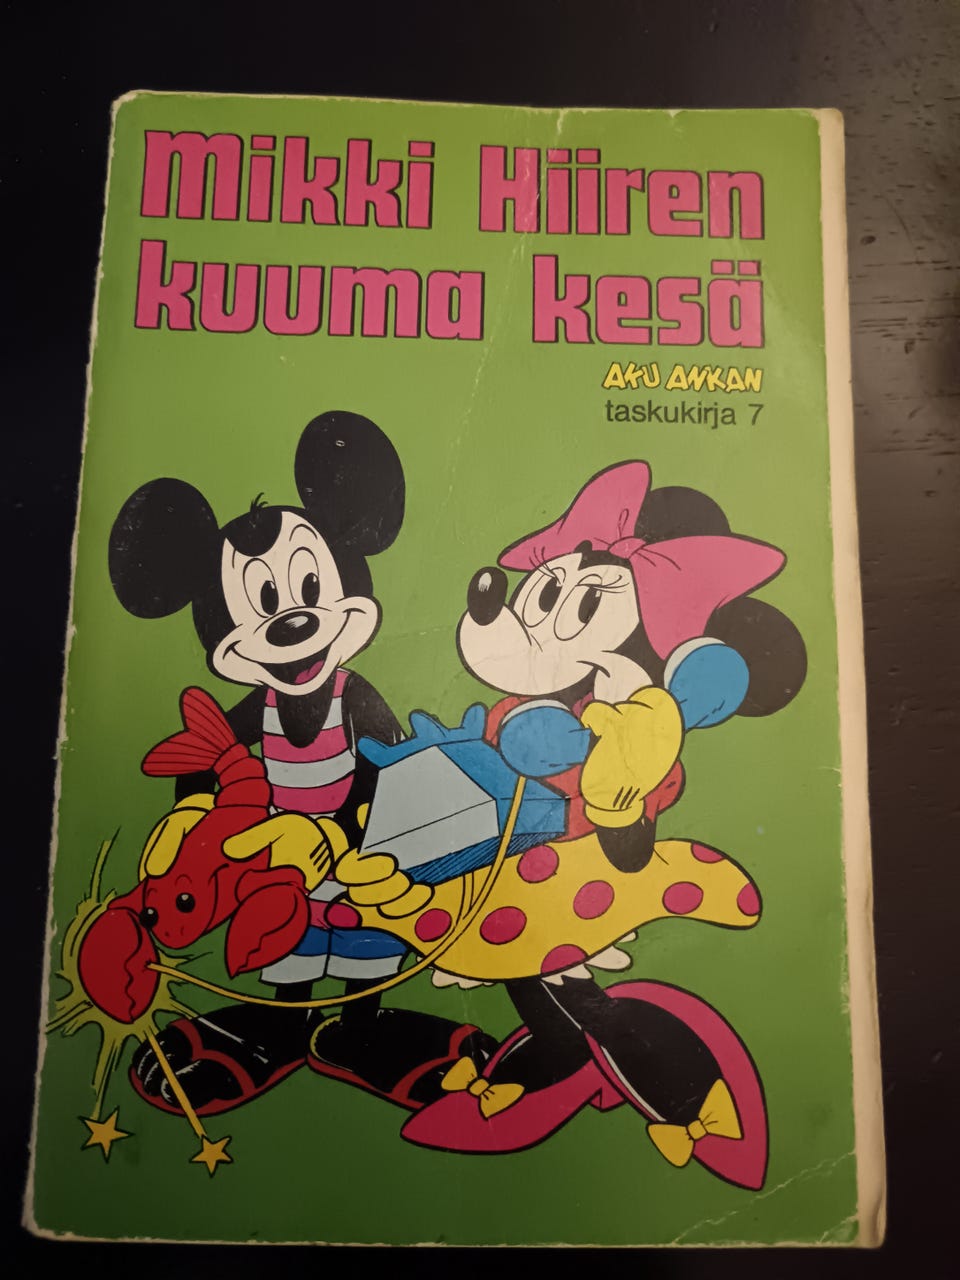 Mikki Hiiren
kuuma kesä
AKU ANKAN
taskukirja 7